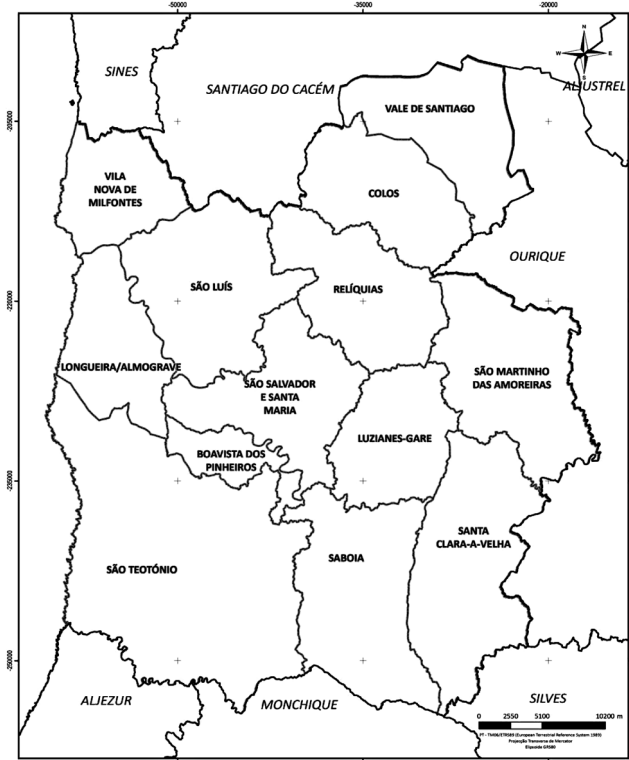 -50000
-35000
-20000
N
W
E
S
SINES
SANTIAGO DO CACÉM
ALJUSTREL
VALE DE SANTIAGO
-205000
VILA
NOVA DE
MILFONTES
COLOS
OURIQUE
SÃO LUÍS
RELÍQUIAS
-220000
LONGUEIRA/ALMOGRAVE
SÃO SALVADOR
E SANTA
MARIA
SÃO MARTINHO
DAS AMOREIRAS
LUZIANES-GARE
BOAVISTA DOS
PINHEIROS
-235000
SANTA
CLARA-A-VELHA
SABOIA
SÃO TEOTÓNIO
-250000
ALJEZUR
MONCHIQUE
SILVES
0 2550 5100 10200 m
PT - TM06/ETRS89 (European Terrestrial Reference System 1989)
Projecção Transversa de Mercator
Elipsoide GRS80